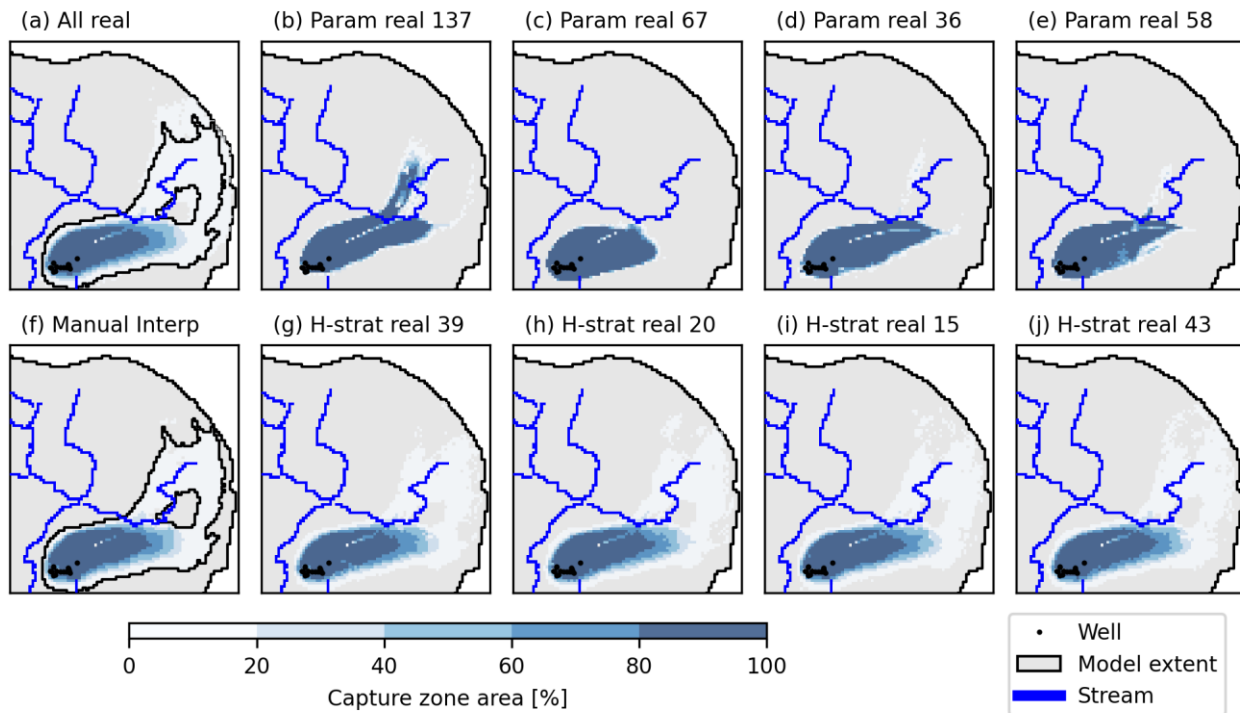 (a) All real
(b) Param real 137
(c) Param real 67
(d) Param real 36
(e) Param real 58
(f) Manual Interp
(g) H-strat real 39
(h) H-strat real 20
(i) H-strat real 15
(j) H-strat real 43
0 20 40 60 80 100
Capture zone area [%]
Well
Model extent
Stream